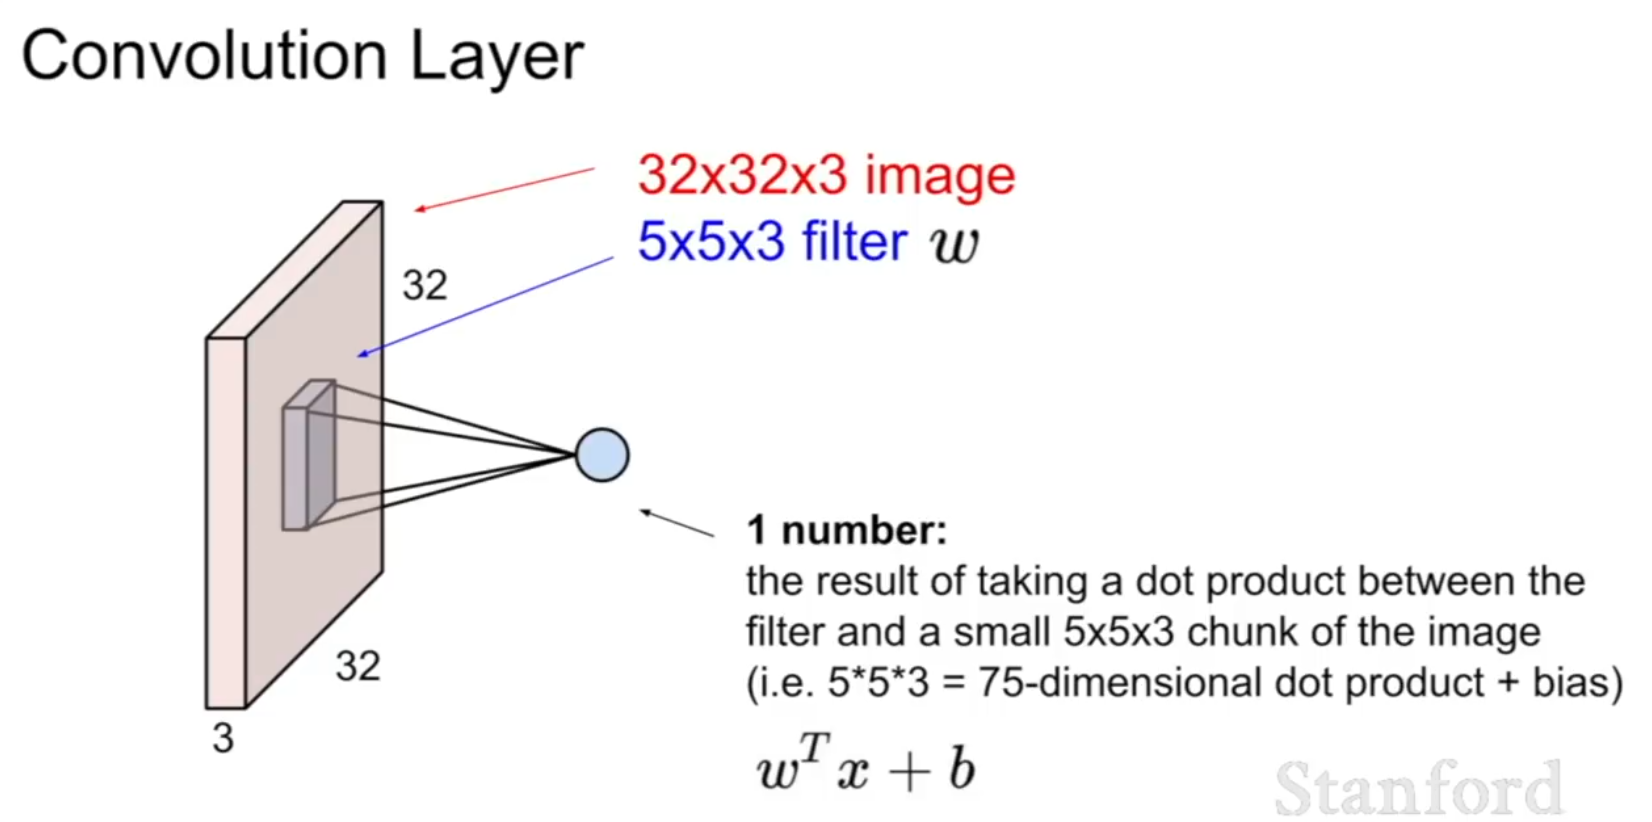 Convolution Layer
32x32x3 image
5x5x3 filter w
32
32
3
1 number:
the result of taking a dot product between the
filter and a small 5x5x3 chunk of the image
(i.e. 5*5*3 = 75-dimensional dot product + bias)
w^T x + b
Stanford